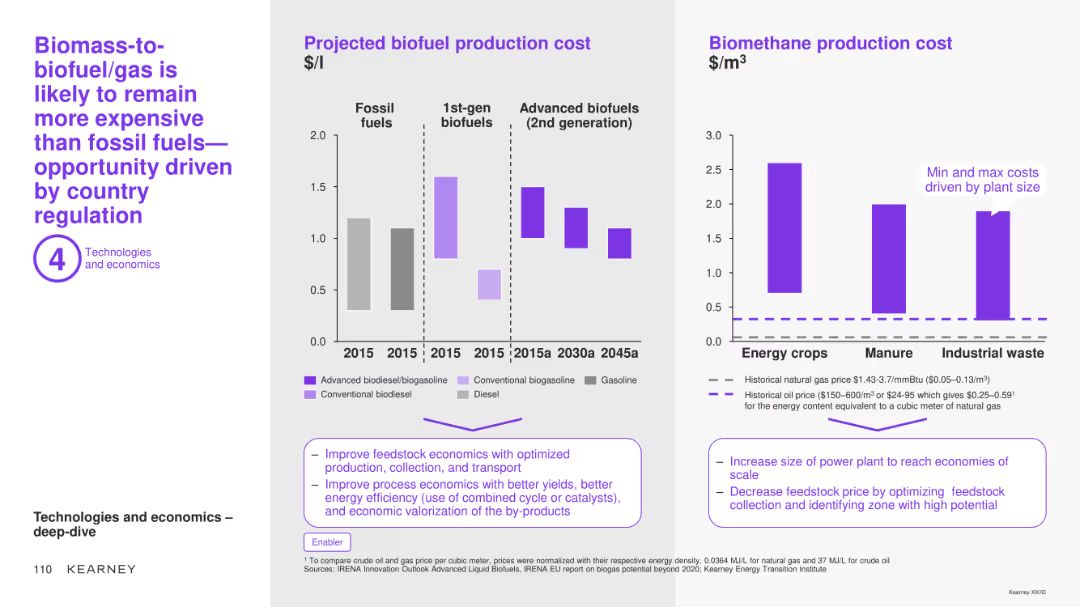 Biomass-to-
biofuel/gas is
likely to remain
more expensive
than fossil fuels—
opportunity driven
by country
regulation
4
Technologies
and economics
Projected biofuel production cost
$/l
Fossil
fuels
1st-gen
biofuels
Advanced biofuels
(2nd generation)
2.0
1.5
1.0
0.5
0.0
2015 2015 2015 2015 2015a 2030a 2045a
Advanced biodiesel/biogasoline Conventional biogasoline Gasoline
Conventional biodiesel Diesel
– Improve feedstock economics with optimized
production, collection, and transport
– Improve process economics with better yields, better
energy efficiency (use of combined cycle or catalysts),
and economic valorization of the by-products
Enabler
Biomethane production cost
$/m³
3.0
2.5
2.0
1.5
1.0
0.5
0.0
Min and max costs
driven by plant size
Energy crops Manure Industrial waste
Historical natural gas price $1.43-3.7/mmBtu ($0.05–0.13/m³)
Historical oil price ($150–600/m³ or $24-95 which gives $0.25–0.59¹
for the energy content equivalent to a cubic meter of natural gas
– Increase size of power plant to reach economies of
scale
– Decrease feedstock price by optimizing feedstock
collection and identifying zone with high potential
¹ To compare crude oil and gas price per cubic meter, prices were normalized with their respective energy density, 0.0364 MJ/L for natural gas and 37 MJ/L for crude oil
Sources: IRENA Innovation Outlook Advanced Liquid Biofuels, IRENA EU report on biogas potential beyond 2020; Kearney Energy Transition Institute
Technologies and economics –
deep-dive
110 KEARNEY
Kearney XX/ID